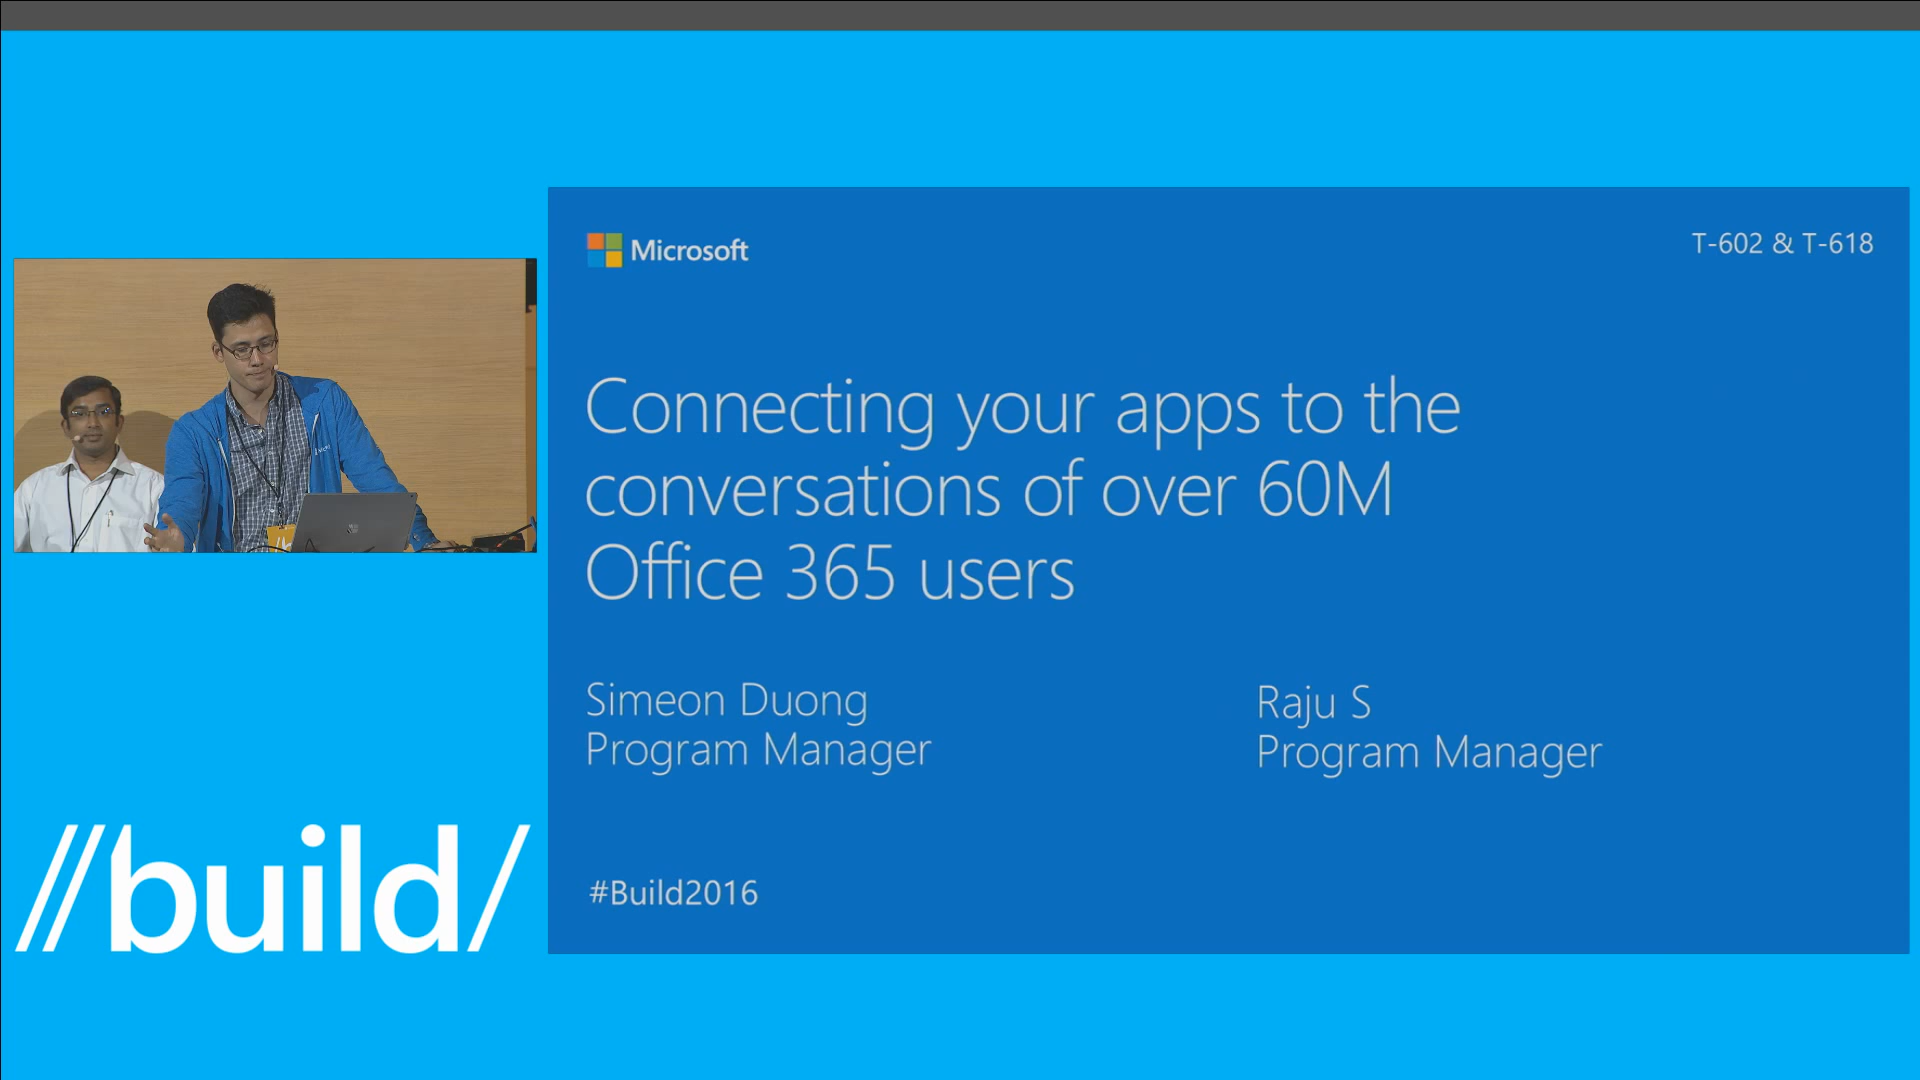 Microsoft
T-602 & T-618
Connecting your apps to the
conversations of over 60M
Office 365 users
Simeon Duong
Program Manager
Raju S
Program Manager
#Build2016
//build/